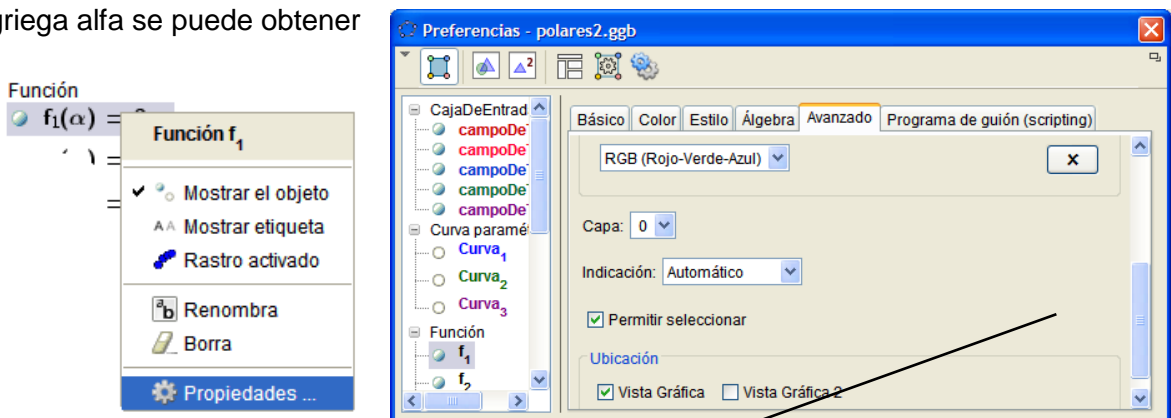 griega alfa se puede obtener
Función
f₁(α) =
=
=
Función f₁
Mostrar el objeto
Mostrar etiqueta
Rastro activado
Renombra
Borra
Propiedades ...
Preferencias - polares2.ggb
CajaDeEntrad
campoDe
campoDe
campoDe
campoDe
campoDe
Curva paramé
Curva₁
Curva₂
Curva₃
Función
f₁
f₂
Básico Color Estilo Álgebra Avanzado Programa de guión (scripting)
RGB (Rojo-Verde-Azul) x
Capa: 0
Indicación: Automático
Permitir seleccionar
Ubicación
Vista Gráfica Vista Gráfica 2